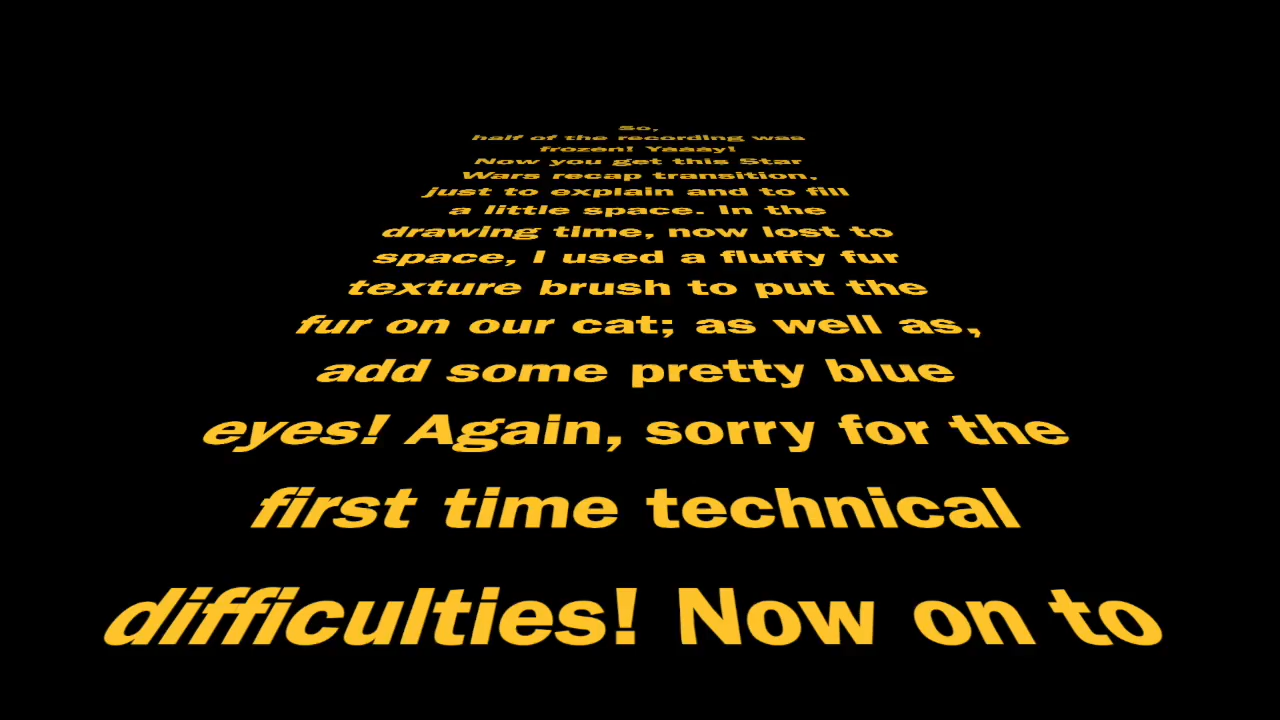 So,
half of the recording was
frozen! Yaaay!
Now you get this Star
Wars recap transition,
just to explain and to fill
a little space. In the
drawing time, now lost to
space, I used a fluffy fur
texture brush to put the
fur on our cat; as well as,
add some pretty blue
eyes! Again, sorry for the
first time technical
difficulties! Now on to